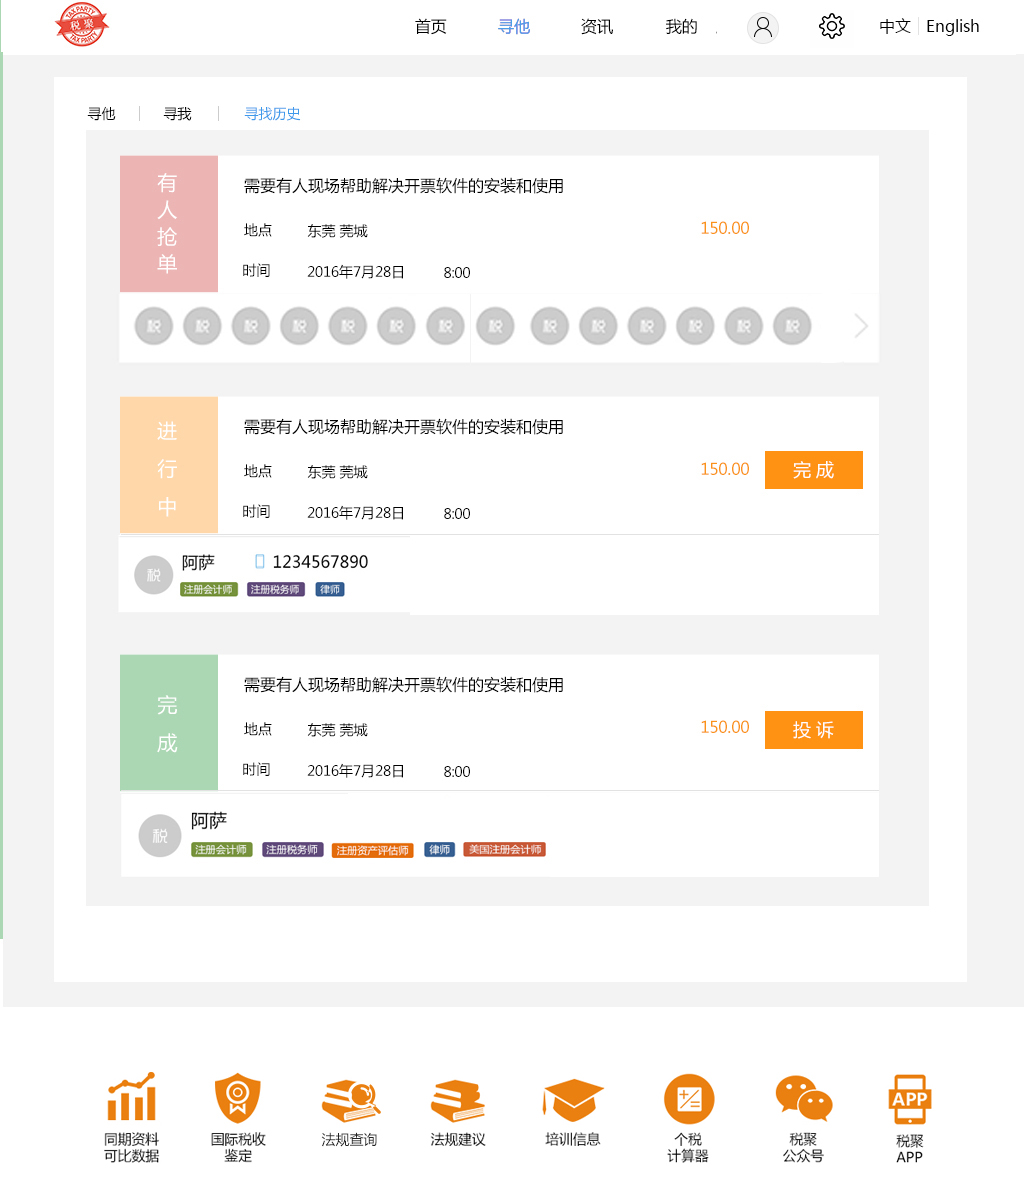 TAX PARTY
税 聚
TAX PARTY
首页 寻他 资讯 我的 中文 English
寻他 寻我 寻找历史
有人抢单
需要有人现场帮助解决开票软件的安装和使用
地点 东莞 莞城 150.00
时间 2016年7月28日 8:00
税 税 税 税 税 税 税 税 税 税 税 税 税 税
进行中
需要有人现场帮助解决开票软件的安装和使用
地点 东莞 莞城 150.00 完成
时间 2016年7月28日 8:00
税 阿萨 1234567890
注册会计师 注册税务师 律师
完成
需要有人现场帮助解决开票软件的安装和使用
地点 东莞 莞城 150.00 投诉
时间 2016年7月28日 8:00
税 阿萨
注册会计师 注册税务师 注册资产评估师 律师 美国注册会计师
APP
同期资料 国际税收 法规查询 法规建议 培训信息 个税 税聚 税聚
可比数据 鉴定 计算器 公众号 APP